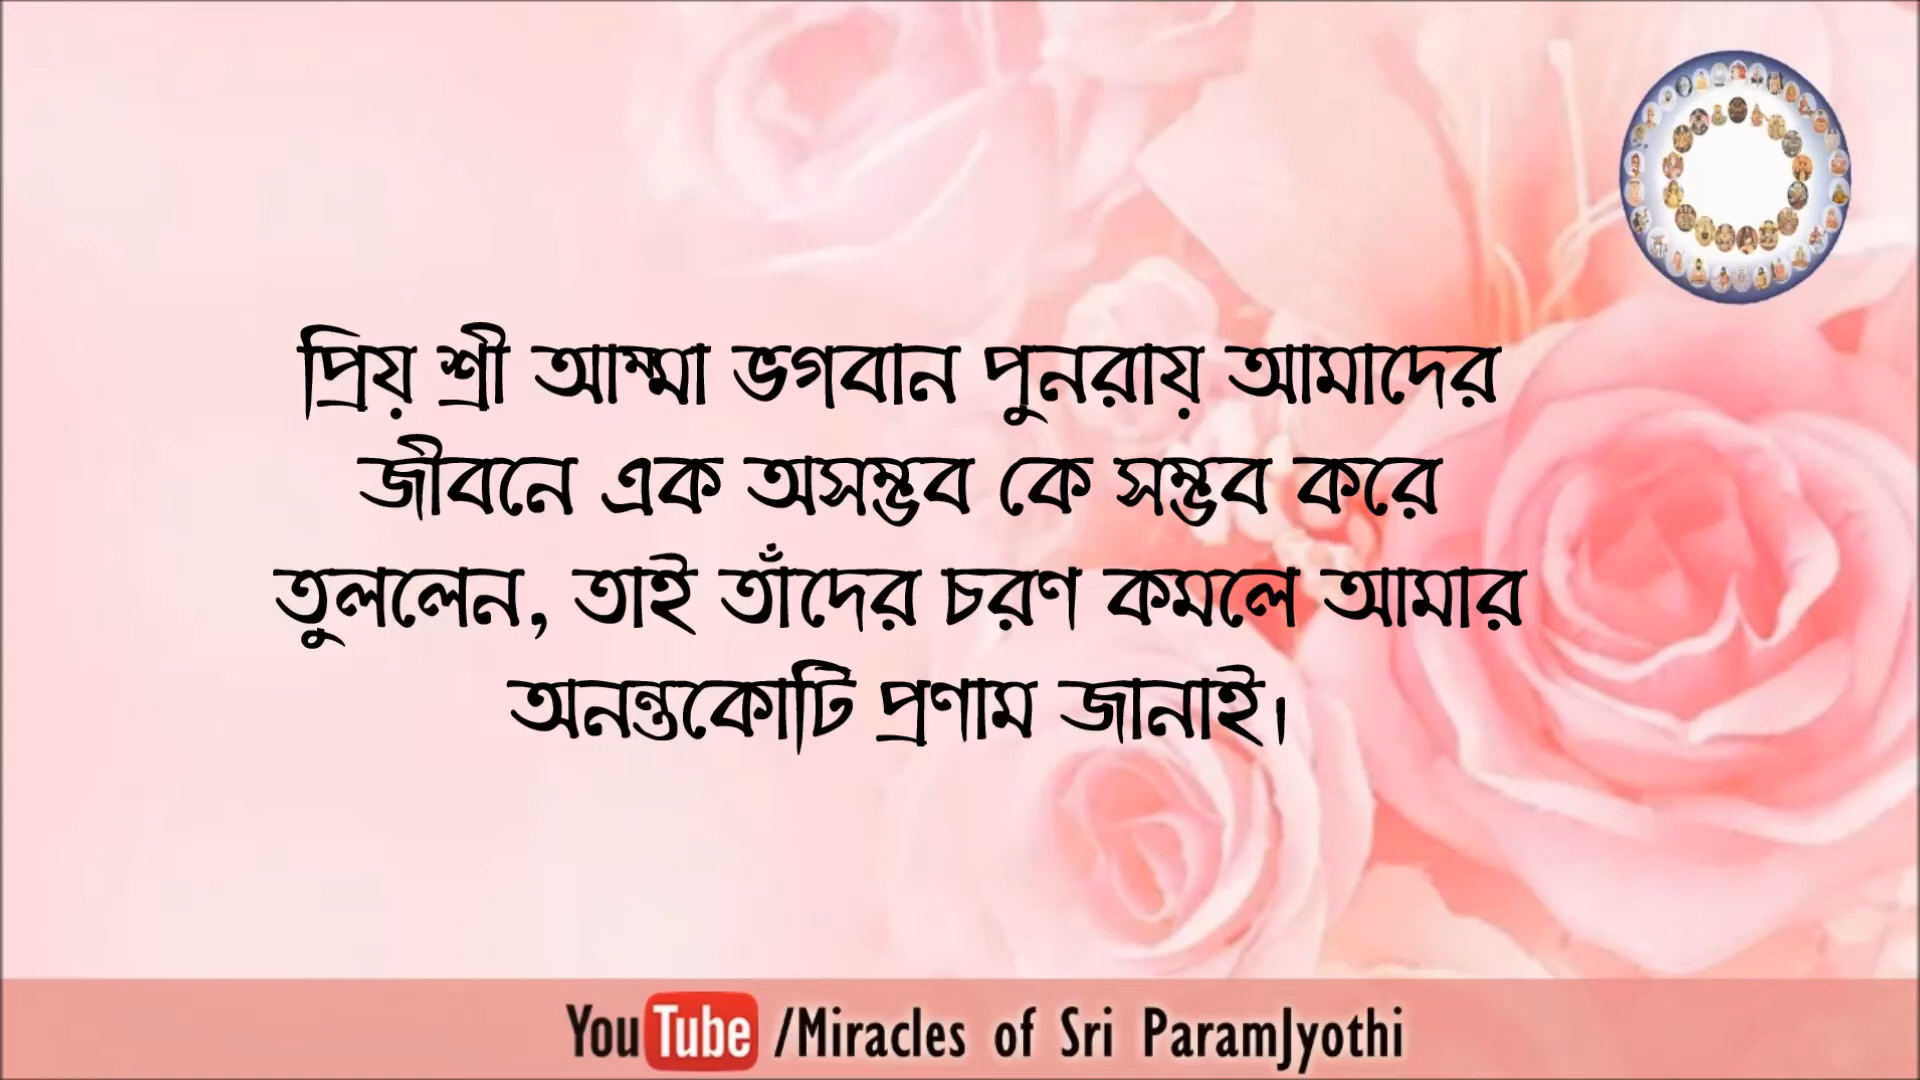 প্রিয় শ্রী আম্মা ভগবান পুনরায় আমাদের
জীবনে এক অসম্ভব কে সম্ভব করে
তুললেন, তাই তাঁদের চরণ কমলে আমার
অনন্তকোটি প্রণাম জানাই।
YouTube /Miracles of Sri ParamJyothi